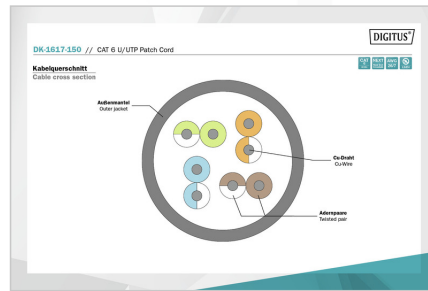 DIGITUS®
DK-1617-150 // CAT 6 U/UTP Patch Cord
Kabelquerschnitt
Cable cross section
Außenmantel
Outer jacket
Cu-Draht
Cu-Wire
Adernpaare
Twisted pair